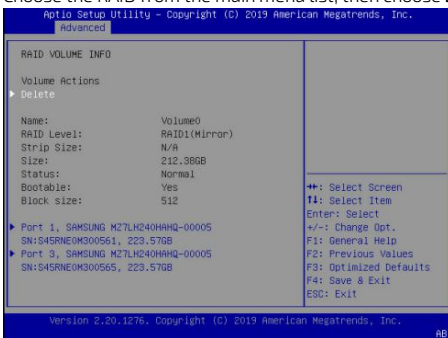 Aptio Setup Utility – Copyright (C) 2019 American Megatrends, Inc.
Advanced
RAID VOLUME INFO
Volume Actions
▶ Delete
Name: Volume0
RAID Level: RAID1(Mirror)
Strip Size: N/A
Size: 212.38GB
Status: Normal
Bootable: Yes
Block size: 512
▶ Port 1, SAMSUNG MZ7LH240HAHQ-00005
SN:S45RNE0M300561, 223.57GB
▶ Port 3, SAMSUNG MZ7LH240HAHQ-00005
SN:S45RNE0M300565, 223.57GB
→←: Select Screen
↑↓: Select Item
Enter: Select
+/-: Change Opt.
F1: General Help
F2: Previous Values
F3: Optimized Defaults
F4: Save & Exit
ESC: Exit
Version 2.20.1276. Copyright (C) 2019 American Megatrends, Inc.
AB